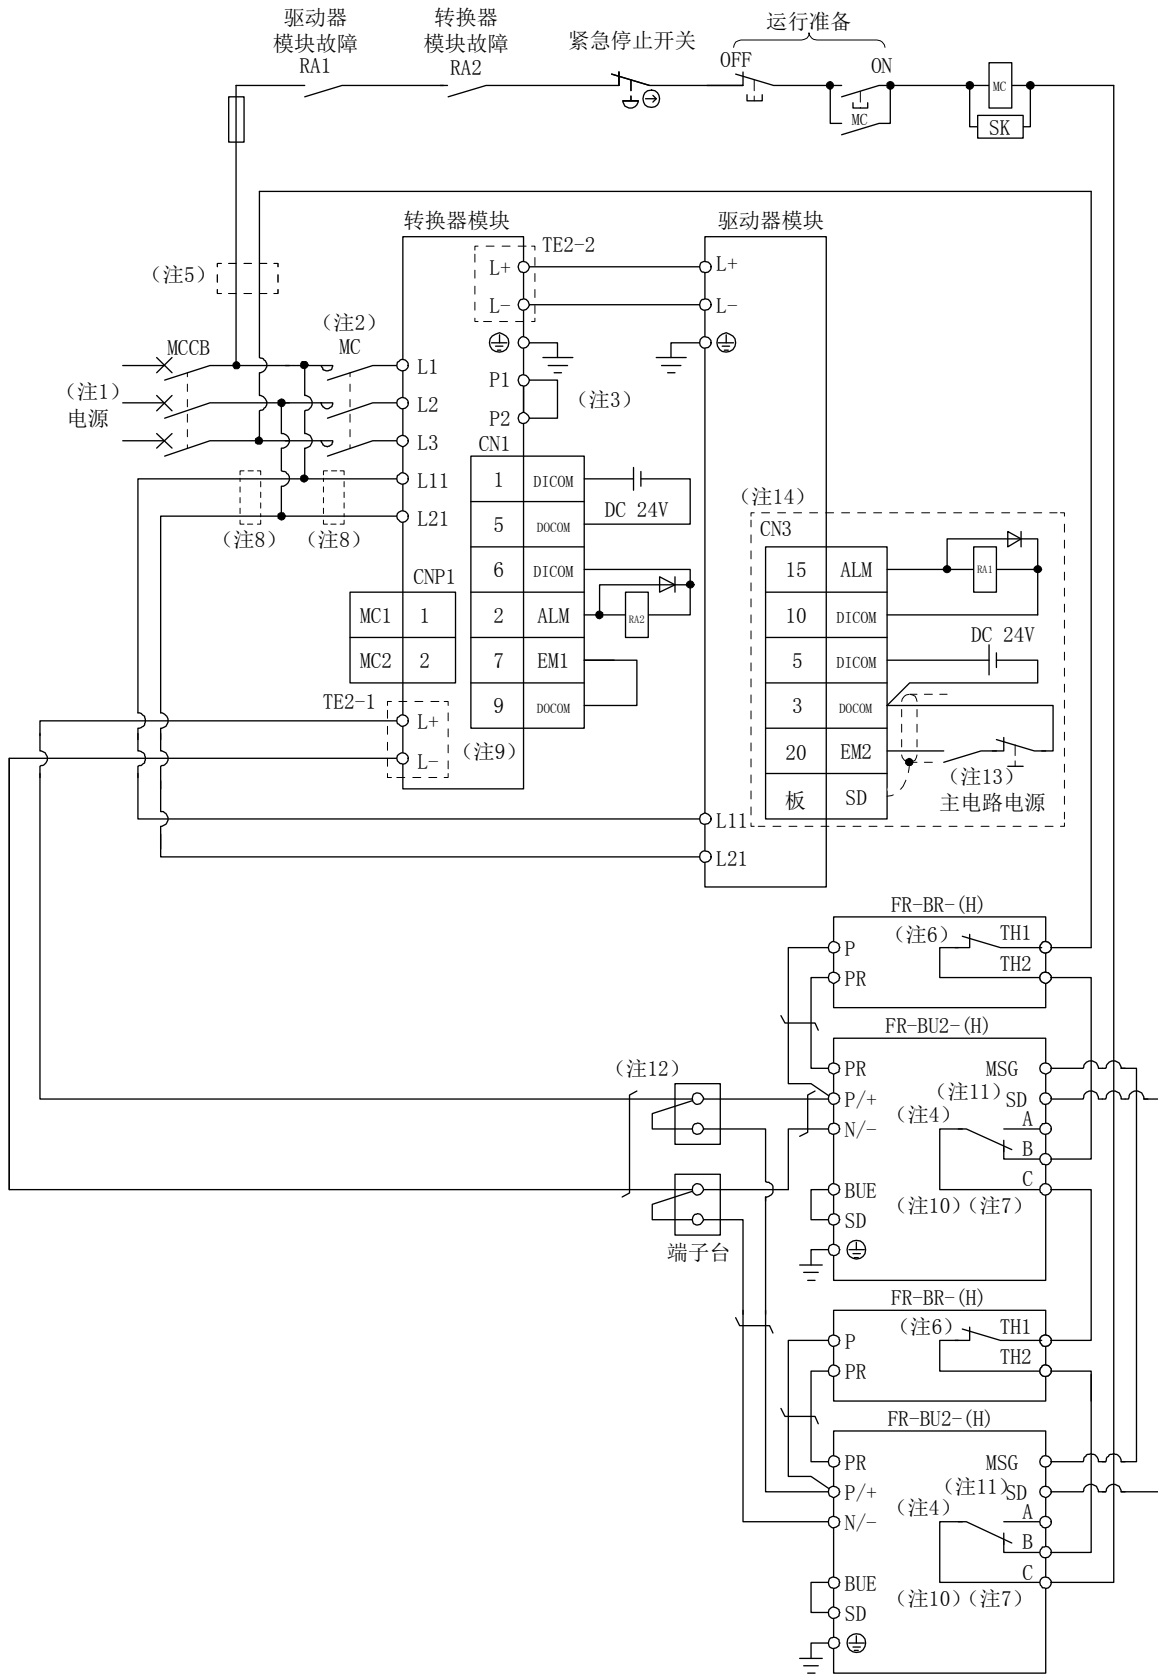 驱动器
模块故障
RA1
转换器
模块故障
RA2
紧急停止开关
运行准备
OFF
ON
MC
MC
SK
转换器模块
驱动器模块
TE2-2
L+
L+
(注5)
L-
L-
(注2)
MCCB
MC
L1
P1
(注3)
(注1)
电源
L2
P2
L3
CN1
L11
1
DICOM
DC 24V
(注14)
L21
5
DOCOM
CN3
(注8)
(注8)
6
DICOM
15
ALM
RA1
CNP1
MC1
1
2
ALM
RA2
10
DICOM
DC 24V
MC2
2
7
EM1
5
DICOM
TE2-1
9
DOCOM
3
DOCOM
L+
(注9)
20
EM2
L-
(注13)
主电路电源
板
SD
L11
L21
FR-BR-(H)
(注6)
TH1
P
TH2
PR
FR-BU2-(H)
(注12)
PR
MSG
(注11)
P/+
SD
(注4)
A
N/-
B
C
BUE
(注10)
(注7)
SD
端子台
FR-BR-(H)
(注6)
TH1
P
TH2
PR
FR-BU2-(H)
PR
MSG
(注11)
P/+
SD
(注4)
A
N/-
B
C
BUE
(注10)
(注7)
SD